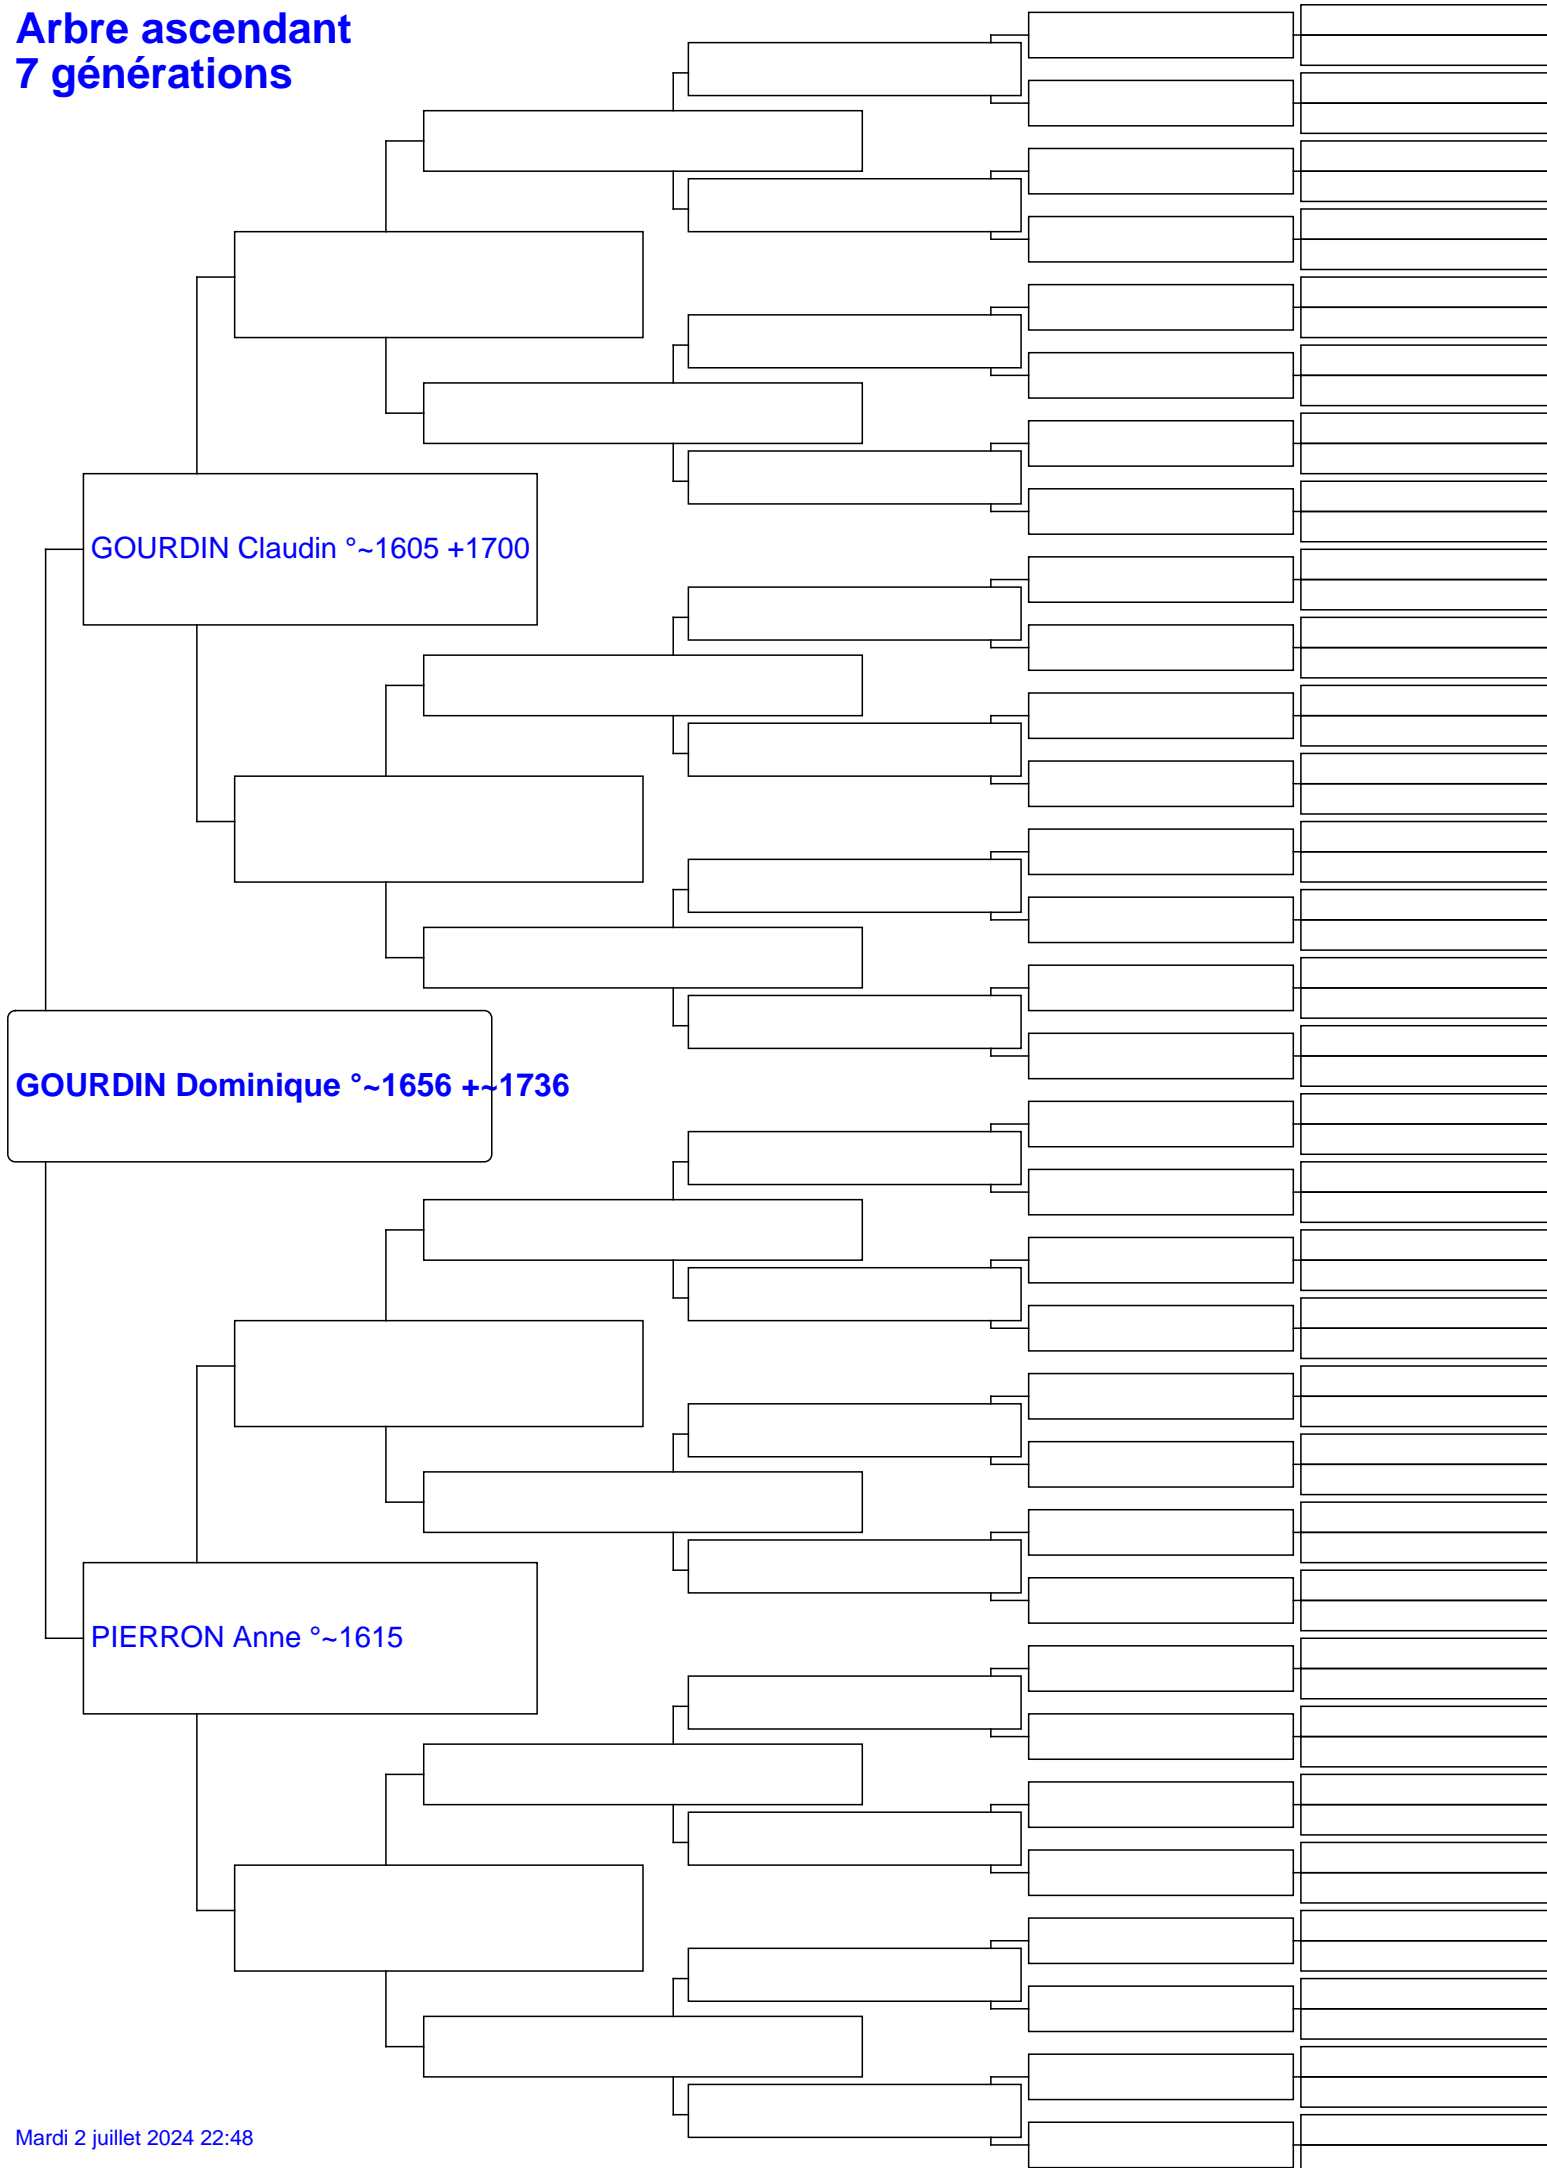 Arbre ascendant
7 générations
GOURDIN Claudin °~1605 +1700
GOURDIN Dominique °~1656 +~1736
PIERRON Anne °~1615
Mardi 2 juillet 2024 22:48